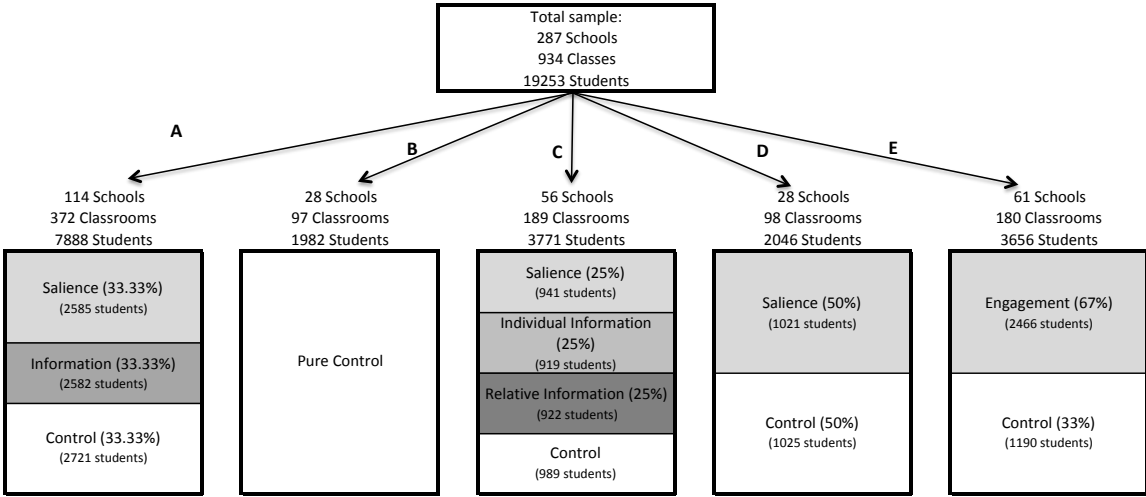 Total sample:
287 Schools
934 Classes
19253 Students
A
B
C
D
E
114 Schools
372 Classrooms
7888 Students
28 Schools
97 Classrooms
1982 Students
56 Schools
189 Classrooms
3771 Students
28 Schools
98 Classrooms
2046 Students
61 Schools
180 Classrooms
3656 Students
Salience (33.33%)
(2585 students)
Information (33.33%)
(2582 students)
Control (33.33%)
(2721 students)
Pure Control
Salience (25%)
(941 students)
Individual Information
(25%)
(919 students)
Relative Information (25%)
(922 students)
Control
(989 students)
Salience (50%)
(1021 students)
Control (50%)
(1025 students)
Engagement (67%)
(2466 students)
Control (33%)
(1190 students)